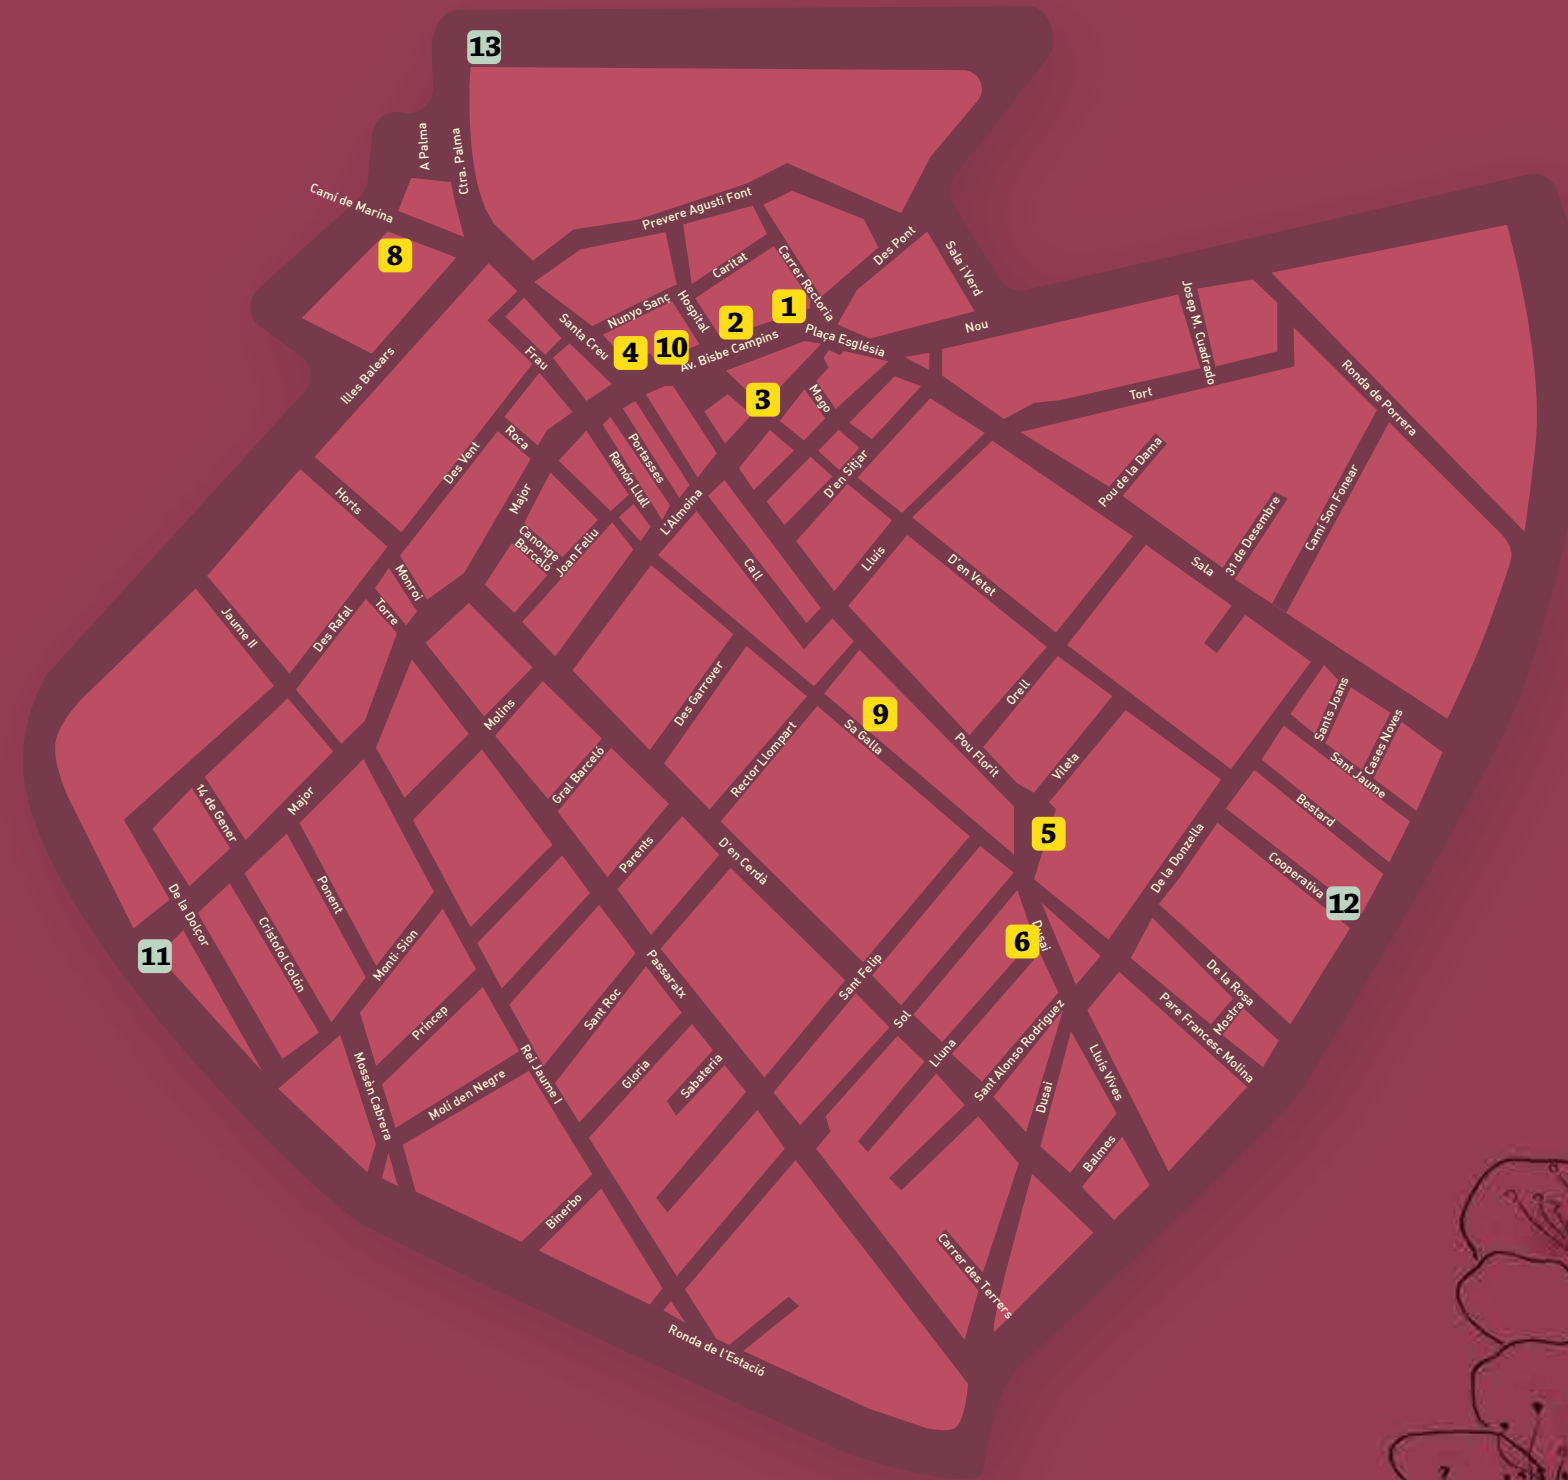 13
A Palma
Ctra. Palma
Camí de Marina
8
Prevere Agusti Font
Caritat
Carrer Rectoria
Des Pont
Sala i Verd
Nunyo Sanç
Hospital
1
2
Santa Creu
4
10
Av. Bisbe Campins
Plaça Església
Nou
Josep M. Cuadrado
Frau
Illes Balears
3
Mago
Tort
Ronda de Porrera
Roca
Des Vent
Portasses
Ramón Llull
D'en Sitjar
Pou de la Dama
Horts
Major
L'Almoina
Camí Son Fonear
31 de Desembre
Canonge
Barceló
Joan Feliu
Call
Lluís
D'en Vetet
Sala
Monroi
Torre
Jaume II
Des Rafal
Des Garrover
Orell
Sants Joans
Cases Noves
Molins
9
Sa Galla
Pou Florit
Vileta
Sant Jaume
Rector Llompart
Gral Barceló
14 de Gener
Major
Bestard
5
Parents
D'en Cerdà
De la Donzella
Cooperativa
12
De la Dolçor
Ponent
Cristofol Colón
Monti-Sion
11
6
Dusai
Passaratx
Sant Felip
De la Rosa
Mostra
Pare Francesc Molina
Princep
Sant Roc
Sol
Lluna
Sant Alonso Rodriguez
Rei Jaume I
Gloria
Sabateria
Mossèn Cabrera
Molí den Negre
Dusai
Lluís Vives
Balmes
Binerbo
Carrer des Terrers
Ronda de l'Estació